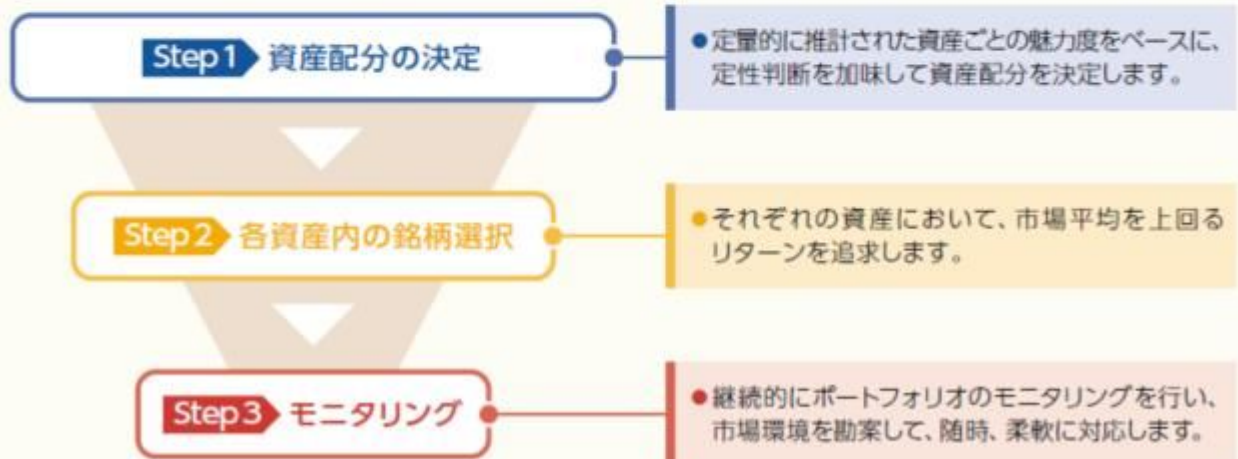 Step1 資産配分の決定
●定量的に推計された資産ごとの魅力度をベースに、
定性判断を加味して資産配分を決定します。
Step2 各資産内の銘柄選択
●それぞれの資産において、市場平均を上回る
リターンを追求します。
Step3 モニタリング
●継続的にポートフォリオのモニタリングを行い、
市場環境を勘案して、随時、柔軟に対応します。